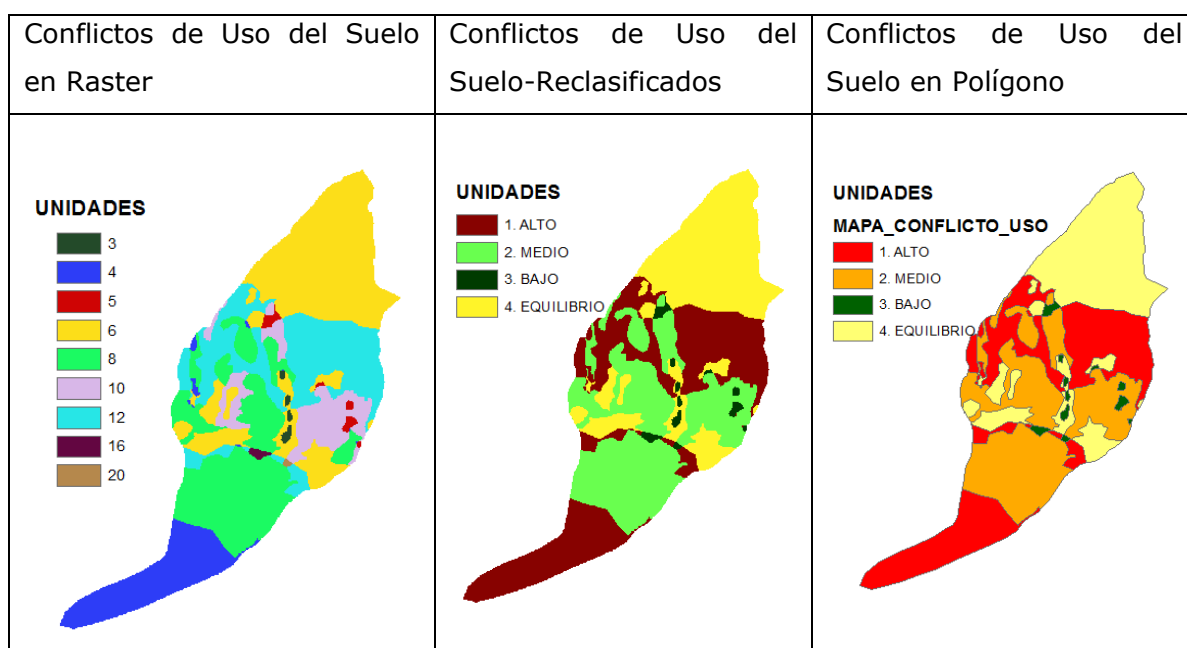 Conflictos de Uso del Suelo
en Raster
Conflictos de Uso del
Suelo-Reclasificados
Conflictos de Uso del
Suelo en Polígono
UNIDADES
3
4
5
6
8
10
12
16
20
UNIDADES
1. ALTO
2. MEDIO
3. BAJO
4. EQUILIBRIO
UNIDADES
MAPA_CONFLICTO_USO
1. ALTO
2. MEDIO
3. BAJO
4. EQUILIBRIO